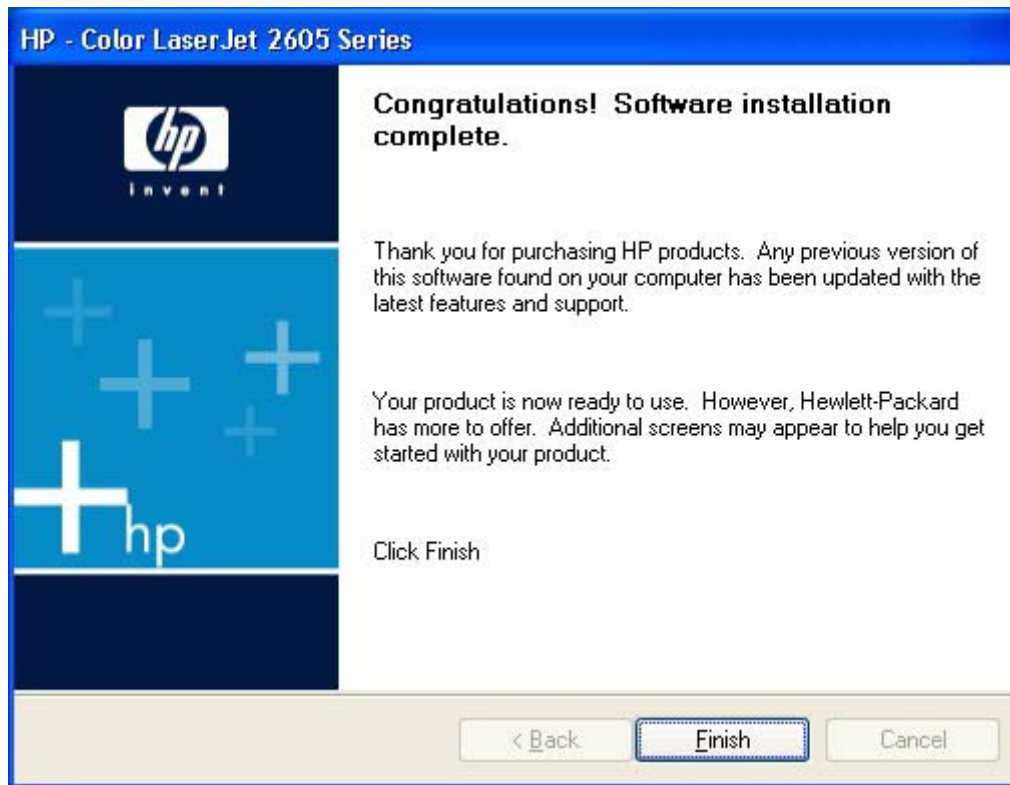 HP - Color LaserJet 2605 Series
hp
invent
Congratulations!  Software installation
complete.
Thank you for purchasing HP products.  Any previous version of
this software found on your computer has been updated with the
latest features and support.
Your product is now ready to use.  However, Hewlett-Packard
has more to offer.  Additional screens may appear to help you get
started with your product.
hp
Click Finish
< Back
Finish
Cancel